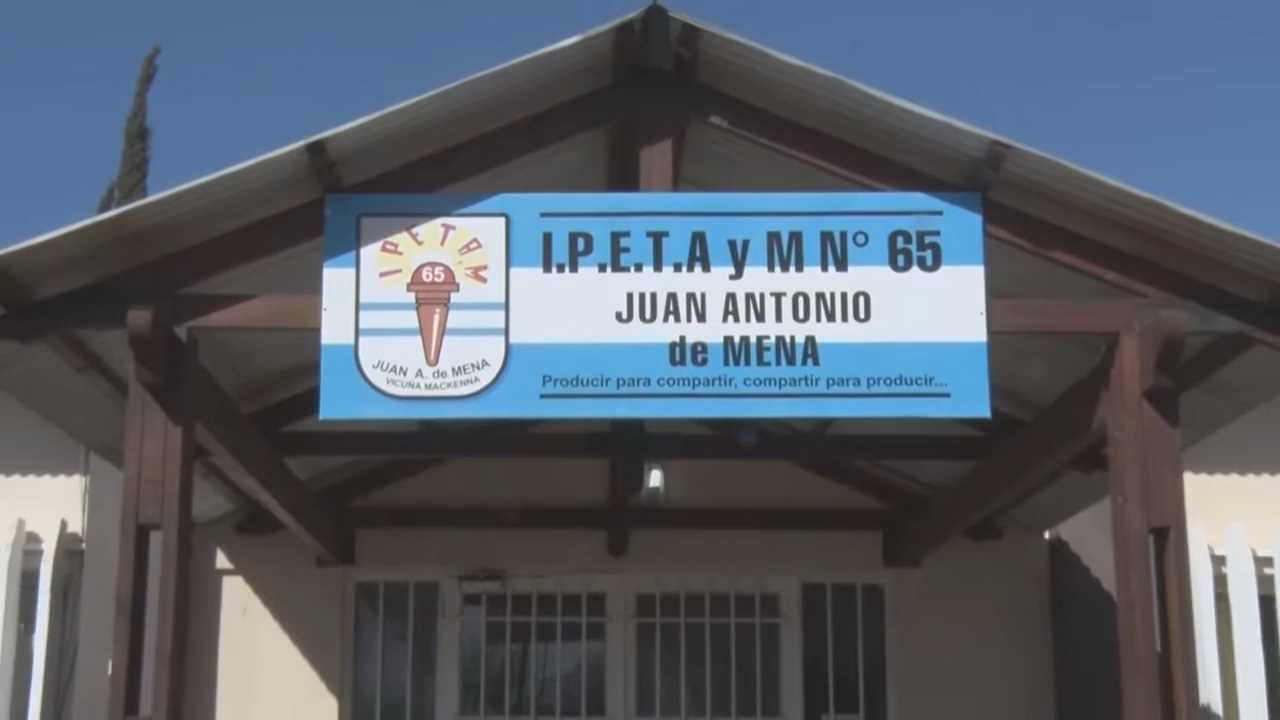 IPETAM
65
JUAN A. de MENA
VICUÑA MACKENNA
I.P.E.T.A y M N° 65
JUAN ANTONIO
de MENA
Producir para compartir, compartir para producir...